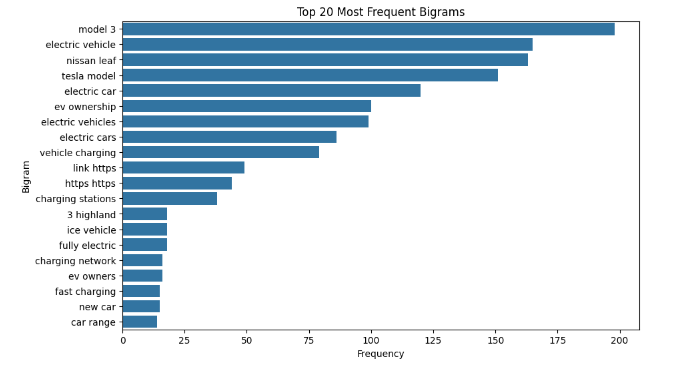 Top 20 Most Frequent Bigrams
model 3
electric vehicle
nissan leaf
tesla model
electric car
ev ownership
electric vehicles
electric cars
vehicle charging
link https
https https
charging stations
3 highland
ice vehicle
fully electric
charging network
ev owners
fast charging
new car
car range
Bigram
0 25 50 75 100 125 150 175 200
Frequency